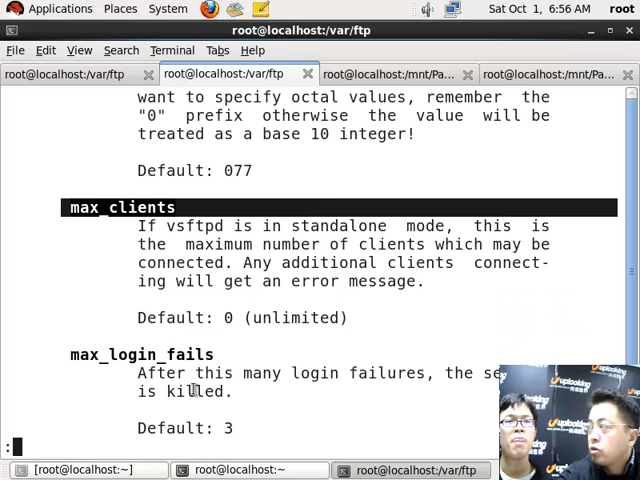 Applications Places System Sat Oct 1, 6:56 AM root
root@localhost:/var/ftp
File Edit View Search Terminal Tabs Help
root@localhost:/var/ftp root@localhost:/var/ftp root@localhost:/mnt/Pa... root@localhost:/mnt/Pa...
want to specify octal values, remember the
"0" prefix otherwise the value will be
treated as a base 10 integer!
Default: 077
max_clients
If vsftpd is in standalone mode, this is
the maximum number of clients which may be
connected. Any additional clients connect-
ing will get an error message.
Default: 0 (unlimited)
max_login_fails
After this many login failures, the se
is killed.
Default: 3
:
uplooking
uplooking
[root@localhost:~] root@localhost:~ root@localhost:/var/ftp